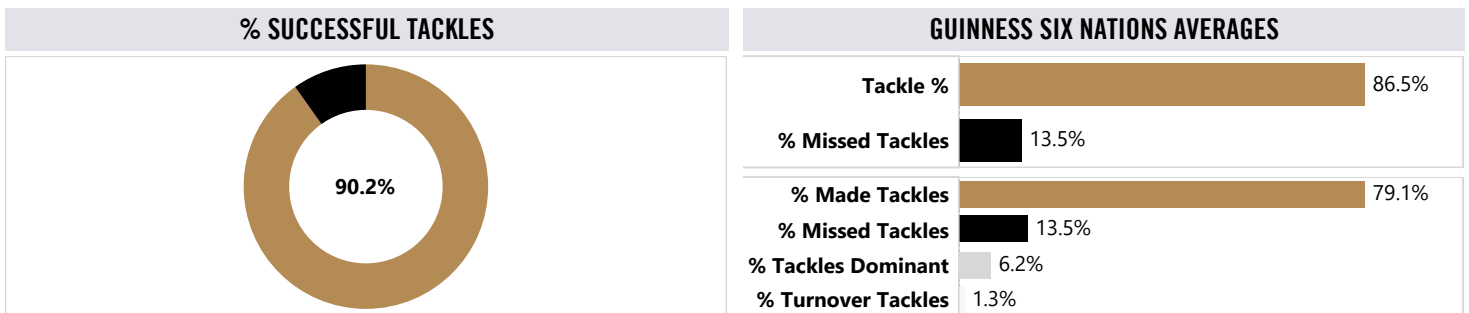 % SUCCESSFUL TACKLES
90.2%
GUINNESS SIX NATIONS AVERAGES
Tackle % 86.5%
% Missed Tackles 13.5%
% Made Tackles 79.1%
% Missed Tackles 13.5%
% Tackles Dominant 6.2%
% Turnover Tackles 1.3%